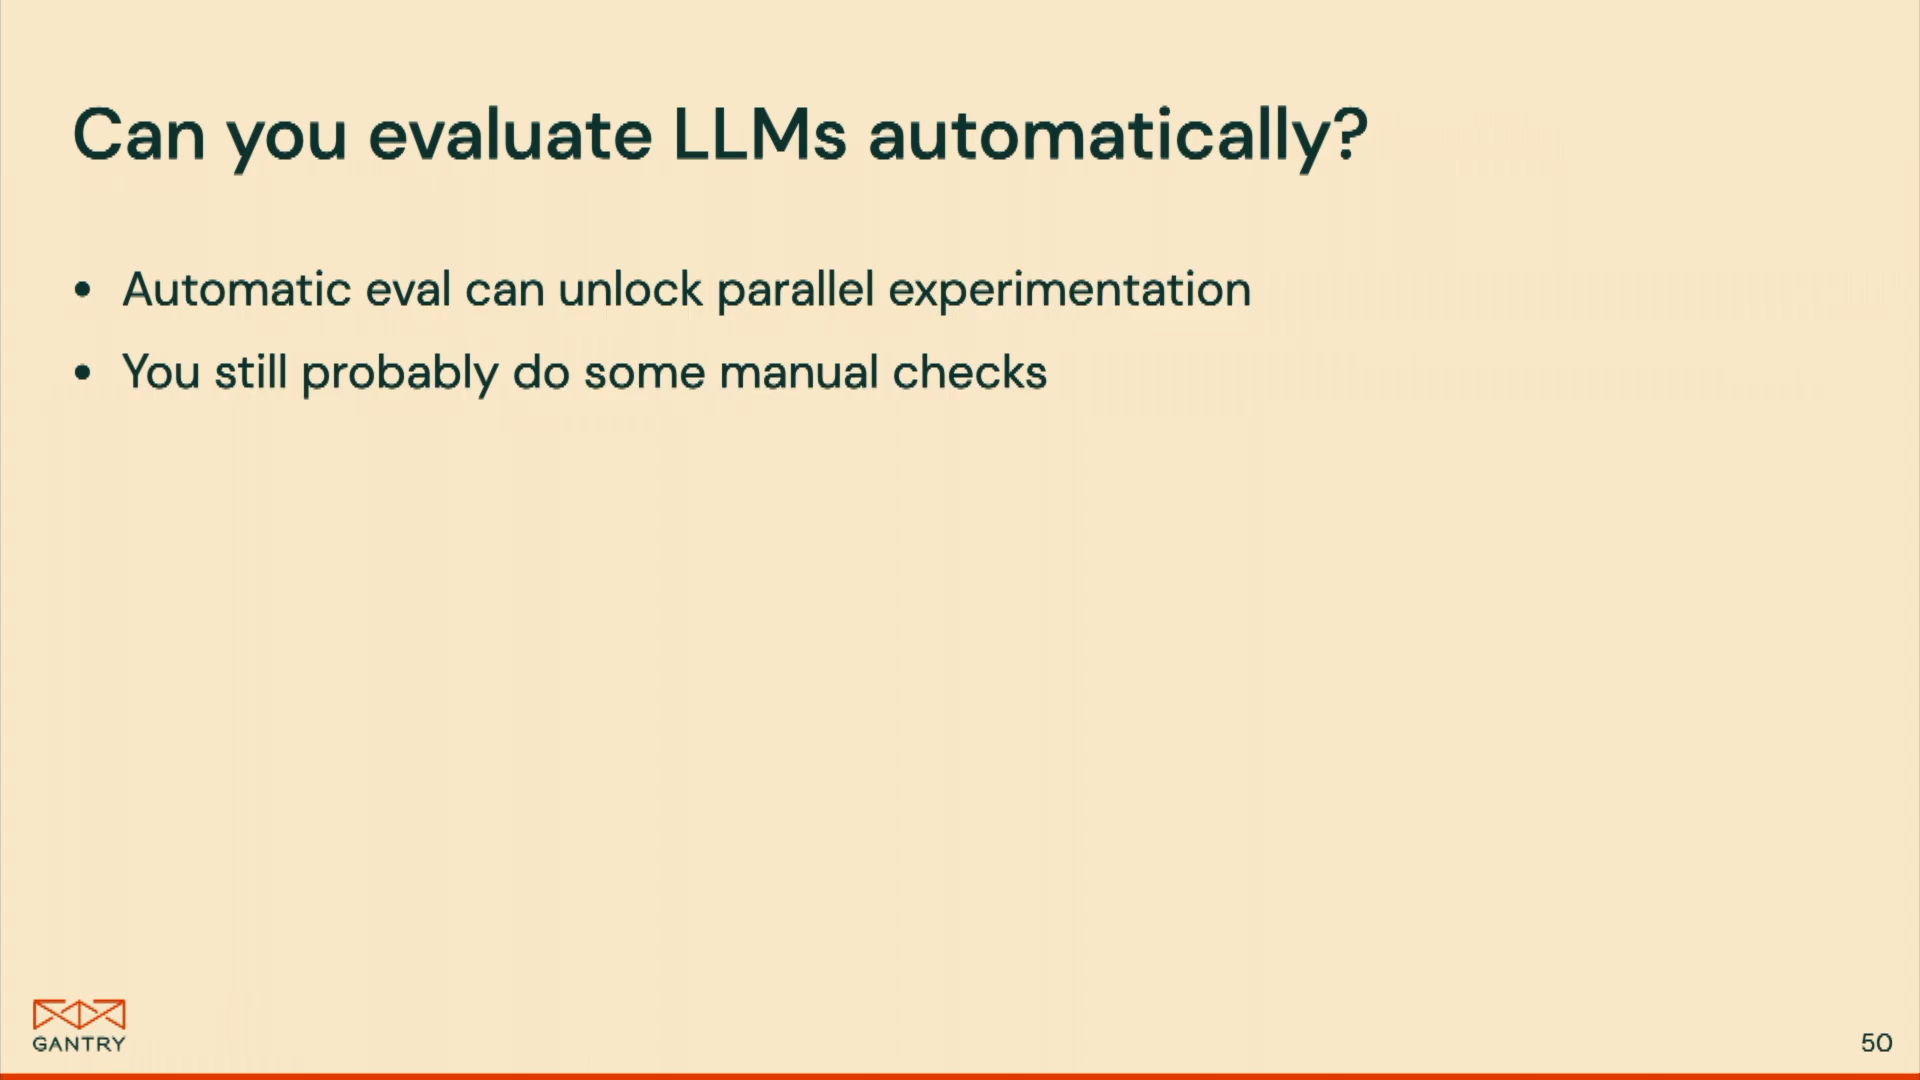 Can you evaluate LLMs automatically?
• Automatic eval can unlock parallel experimentation
• You still probably do some manual checks
GANTRY
50